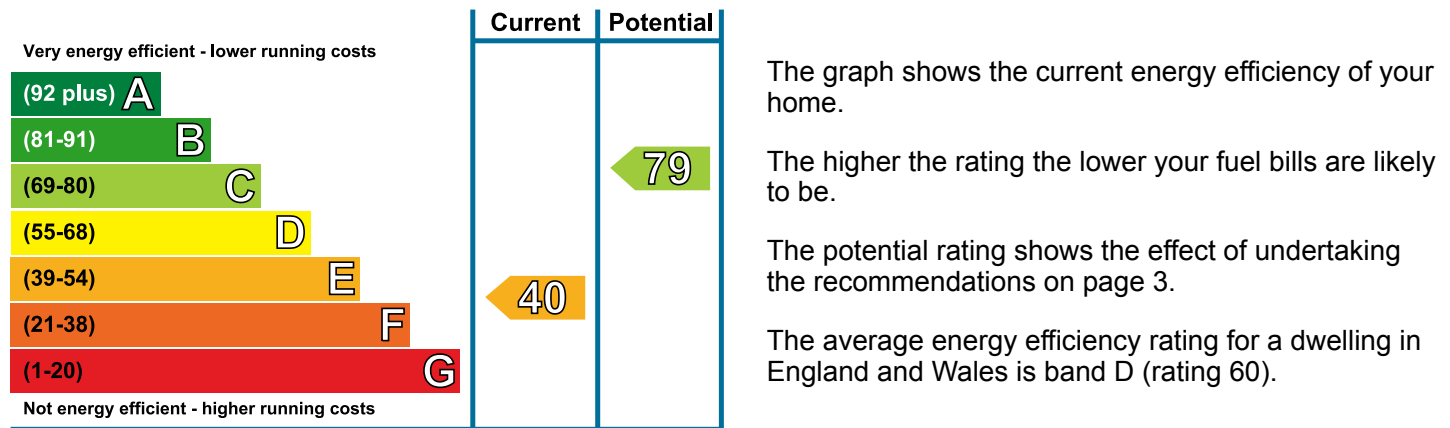 Current Potential
Very energy efficient - lower running costs
(92 plus) A
(81-91) B
(69-80) C
79
(55-68) D
(39-54) E
40
(21-38) F
(1-20) G
Not energy efficient - higher running costs
The graph shows the current energy efficiency of your
home.
The higher the rating the lower your fuel bills are likely
to be.
The potential rating shows the effect of undertaking
the recommendations on page 3.
The average energy efficiency rating for a dwelling in
England and Wales is band D (rating 60).